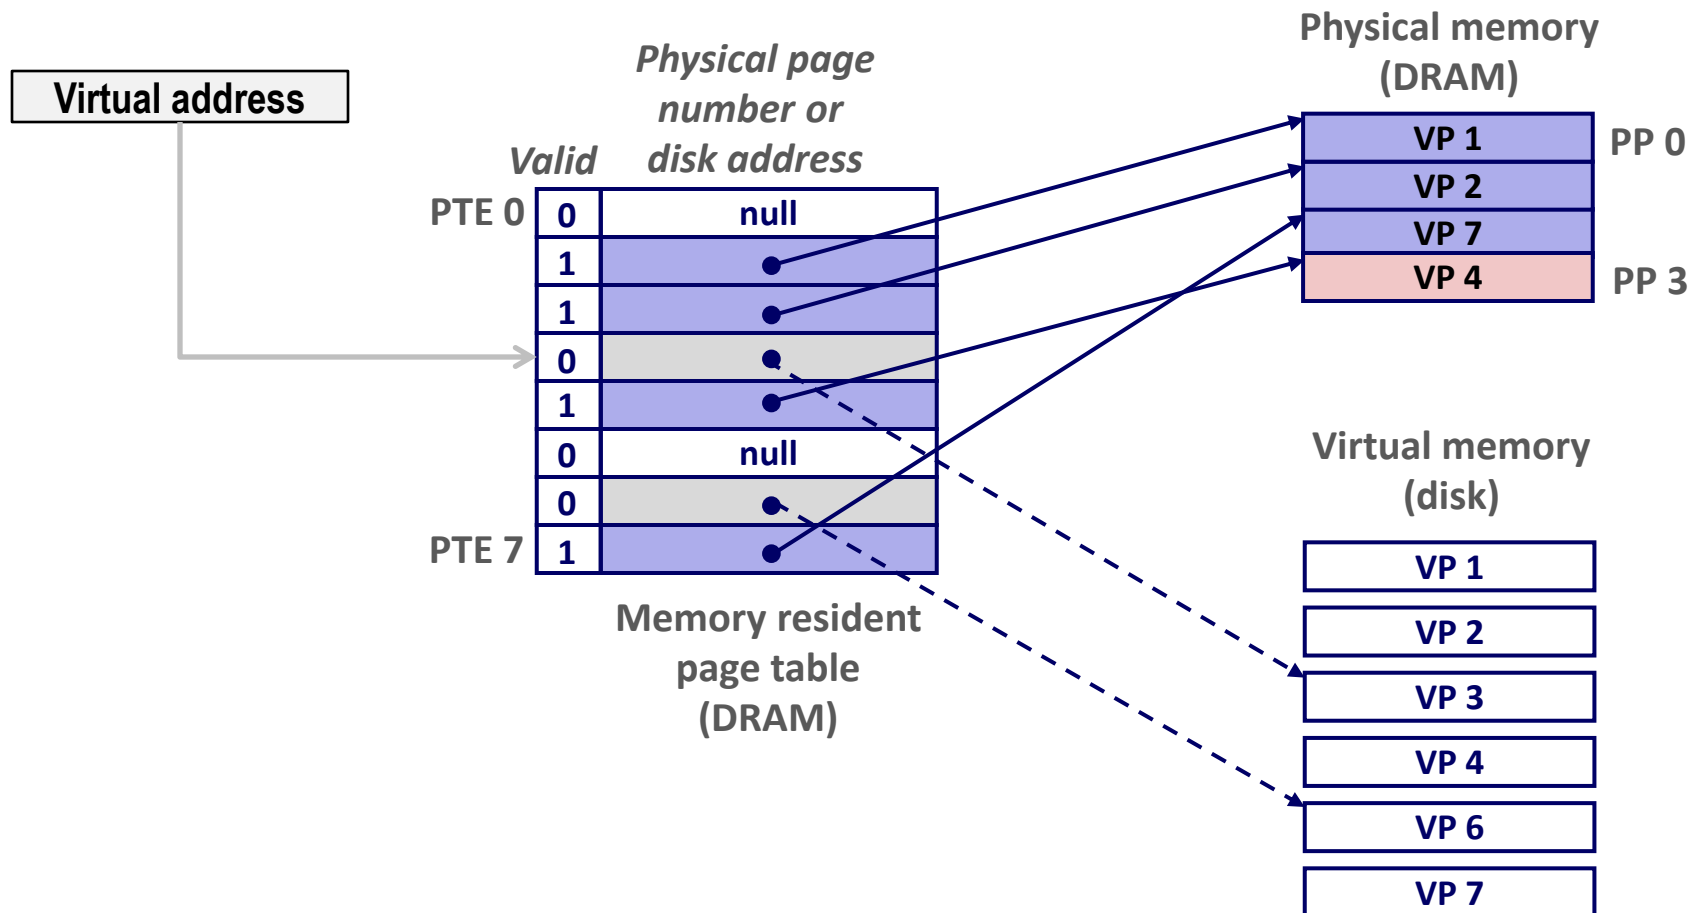 Virtual address
Physical page
number or
disk address
Valid
PTE 0
0
null
1
1
0
1
0
null
0
PTE 7
1
Memory resident
page table
(DRAM)
Physical memory
(DRAM)
VP 1
PP 0
VP 2
VP 7
VP 4
PP 3
Virtual memory
(disk)
VP 1
VP 2
VP 3
VP 4
VP 6
VP 7